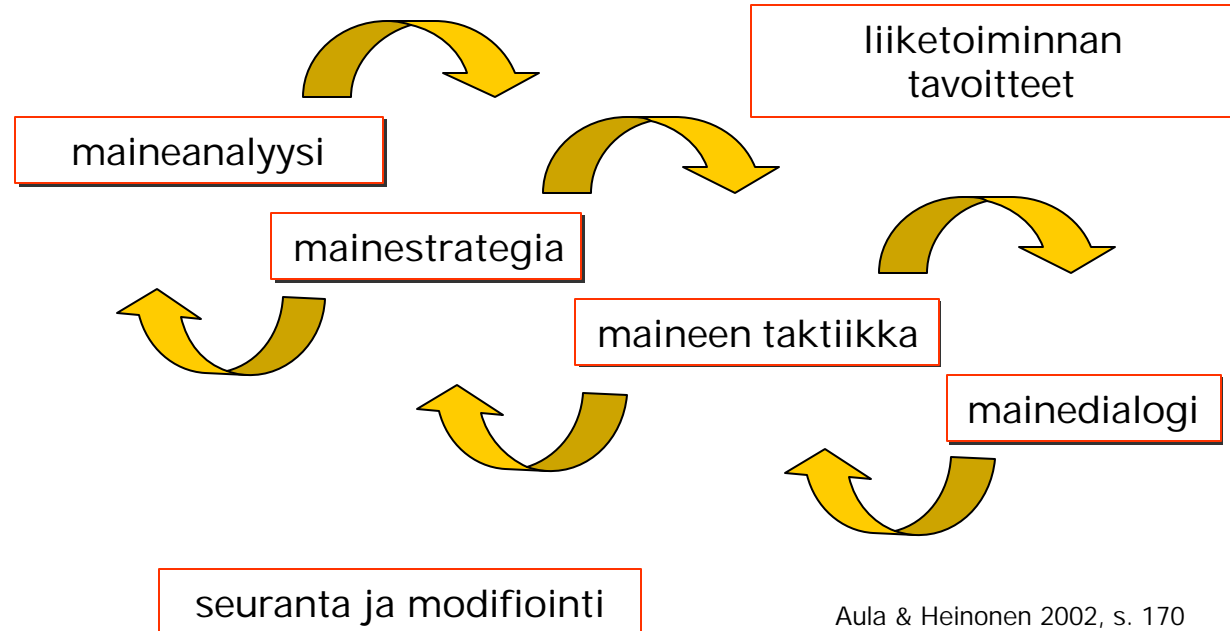 liiketoiminnan
tavoitteet
maineanalyysi
mainestrategia
maineen taktiikka
mainedialogi
seuranta ja modifiointi
Aula & Heinonen 2002, s. 170